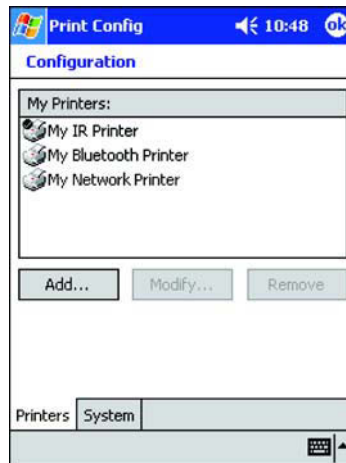 Print Config 10:48 ok
Configuration
My Printers:
My IR Printer
My Bluetooth Printer
My Network Printer
Add... Modify... Remove
Printers System